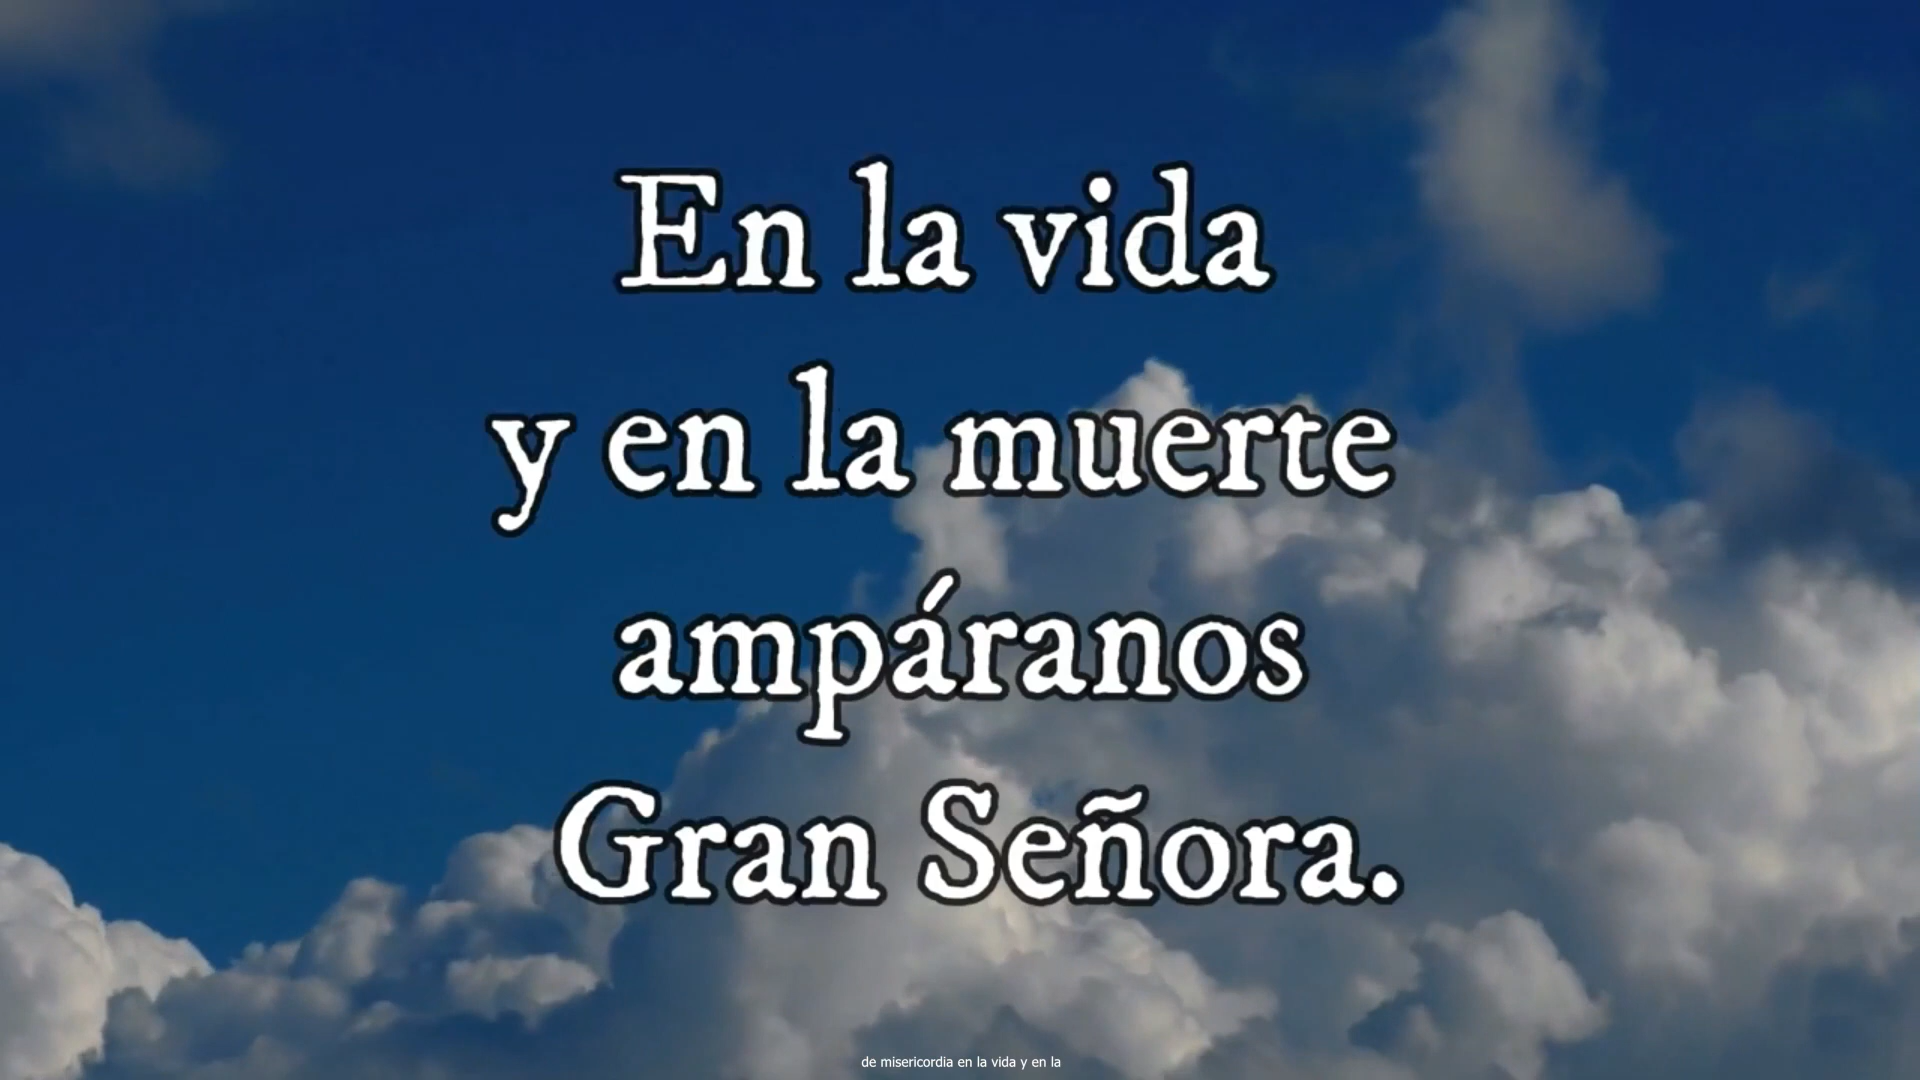 En la vida
y en la muerte
ampáranos
Gran Señora.
de misericordia en la vida y en la